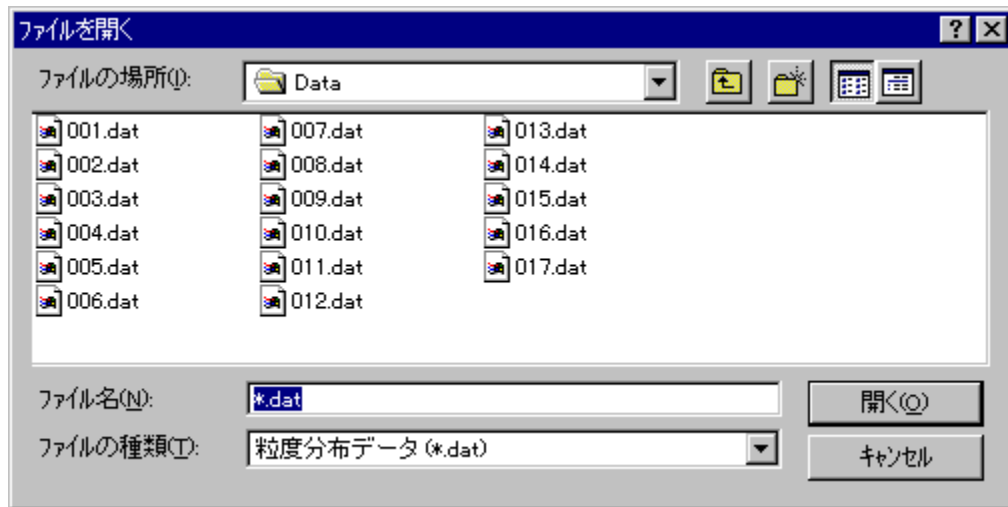 ファイルを開く
ファイルの場所(I): Data
001.dat 007.dat 013.dat
002.dat 008.dat 014.dat
003.dat 009.dat 015.dat
004.dat 010.dat 016.dat
005.dat 011.dat 017.dat
006.dat 012.dat
ファイル名(N): *.dat 開く(O)
ファイルの種類(T): 粒度分布データ (*.dat) キャンセル